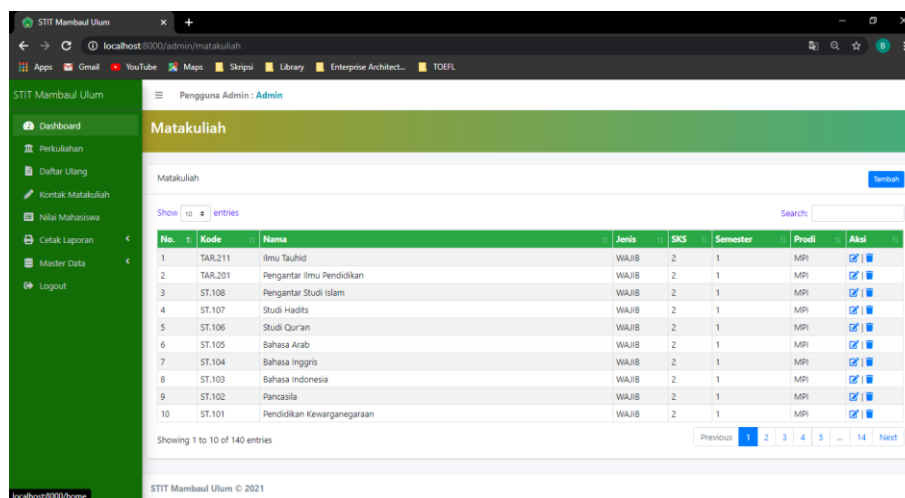 STIT Mambaul Ulum
localhost:8000/admin/matakuliah
B
Apps Gmail YouTube Maps Skripsi Library Enterprise Architect... TOEFL
STIT Mambaul Ulum
Pengguna Admin : Admin
Dashboard
Perkuliahan
Daftar Ulang
Kontak Matakuliah
Nilai Mahasiswa
Cetak Laporan
Master Data
Logout
Matakuliah
Matakuliah
Tambah
Show 10 entries
Search:
No. Kode Nama Jenis SKS Semester Prodi Aksi
1 TAR.211 Ilmu Tauhid WAJIB 2 1 MPI |
2 TAR.201 Pengantar Ilmu Pendidikan WAJIB 2 1 MPI |
3 ST.108 Pengantar Studi Islam WAJIB 2 1 MPI |
4 ST.107 Studi Hadits WAJIB 2 1 MPI |
5 ST.106 Studi Qur'an WAJIB 2 1 MPI |
6 ST.105 Bahasa Arab WAJIB 2 1 MPI |
7 ST.104 Bahasa Inggris WAJIB 2 1 MPI |
8 ST.103 Bahasa Indonesia WAJIB 2 1 MPI |
9 ST.102 Pancasila WAJIB 2 1 MPI |
10 ST.101 Pendidikan Kewarganegaraan WAJIB 2 1 MPI |
Showing 1 to 10 of 140 entries
Previous 1 2 3 4 5 ... 14 Next
STIT Mambaul Ulum © 2021
localhost:8000/home